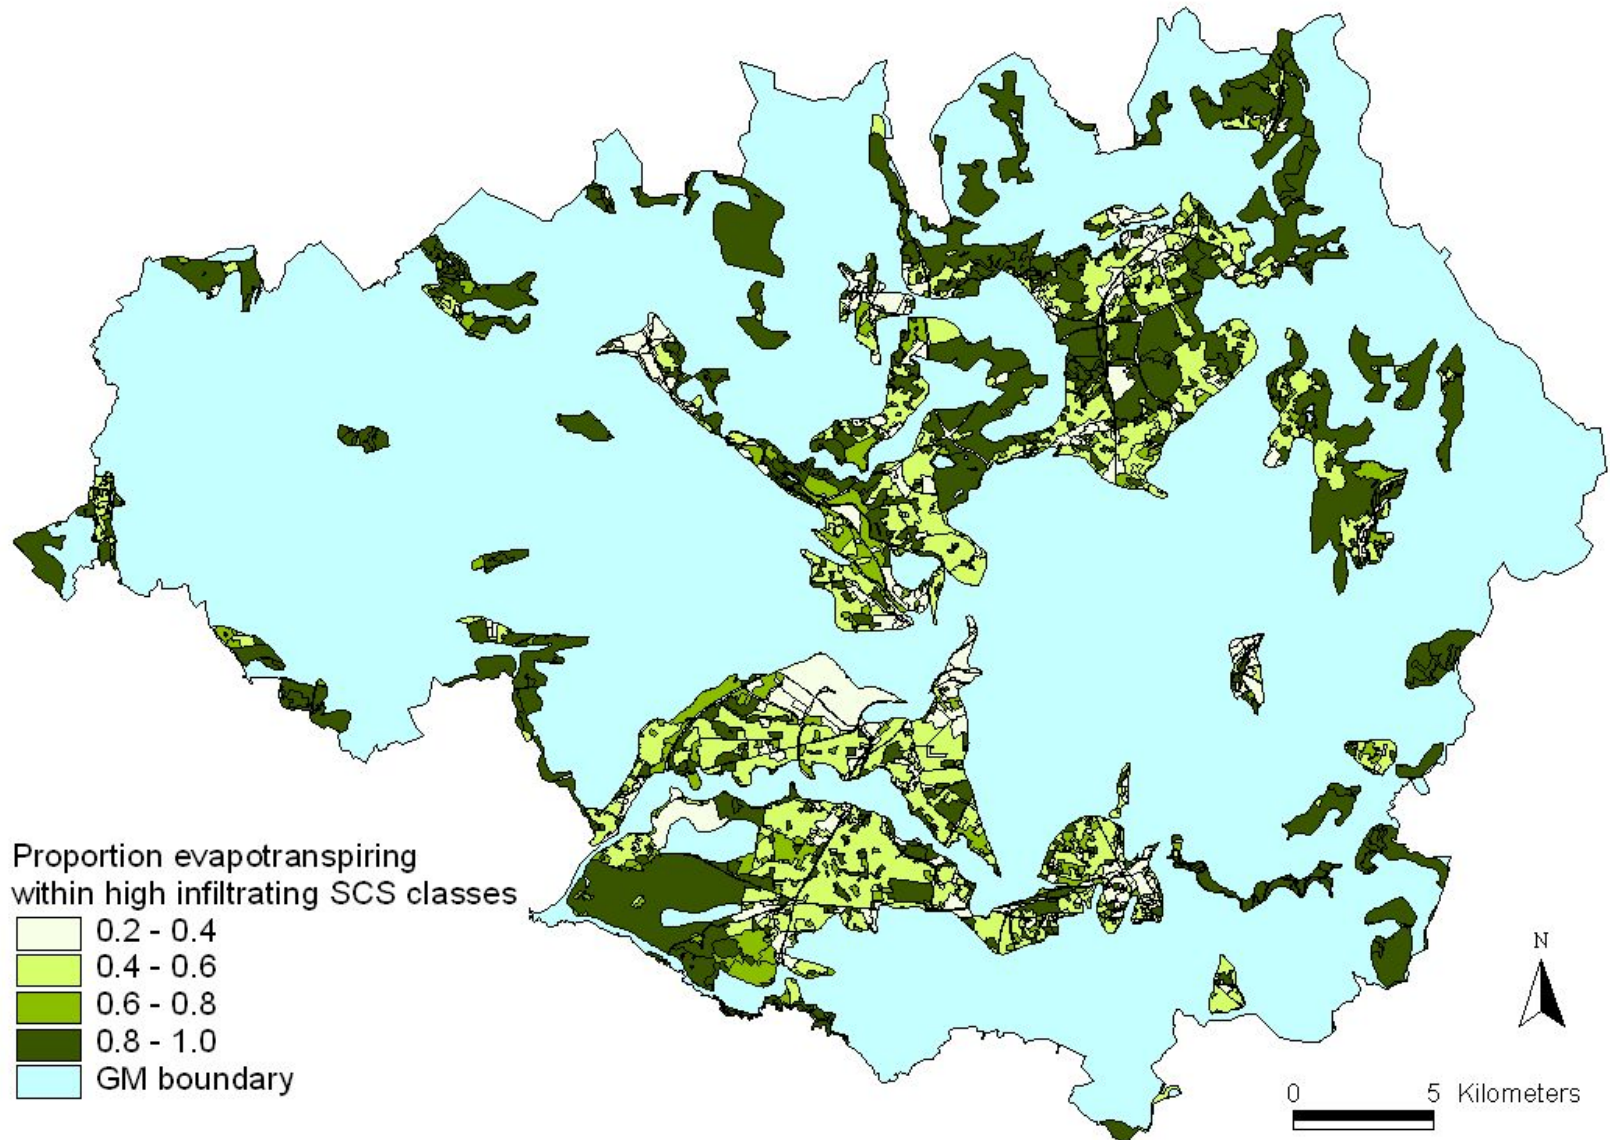 Proportion evapotranspiring
within high infiltrating SCS classes
0.2 - 0.4
0.4 - 0.6
0.6 - 0.8
0.8 - 1.0
GM boundary
N
0 5 Kilometers